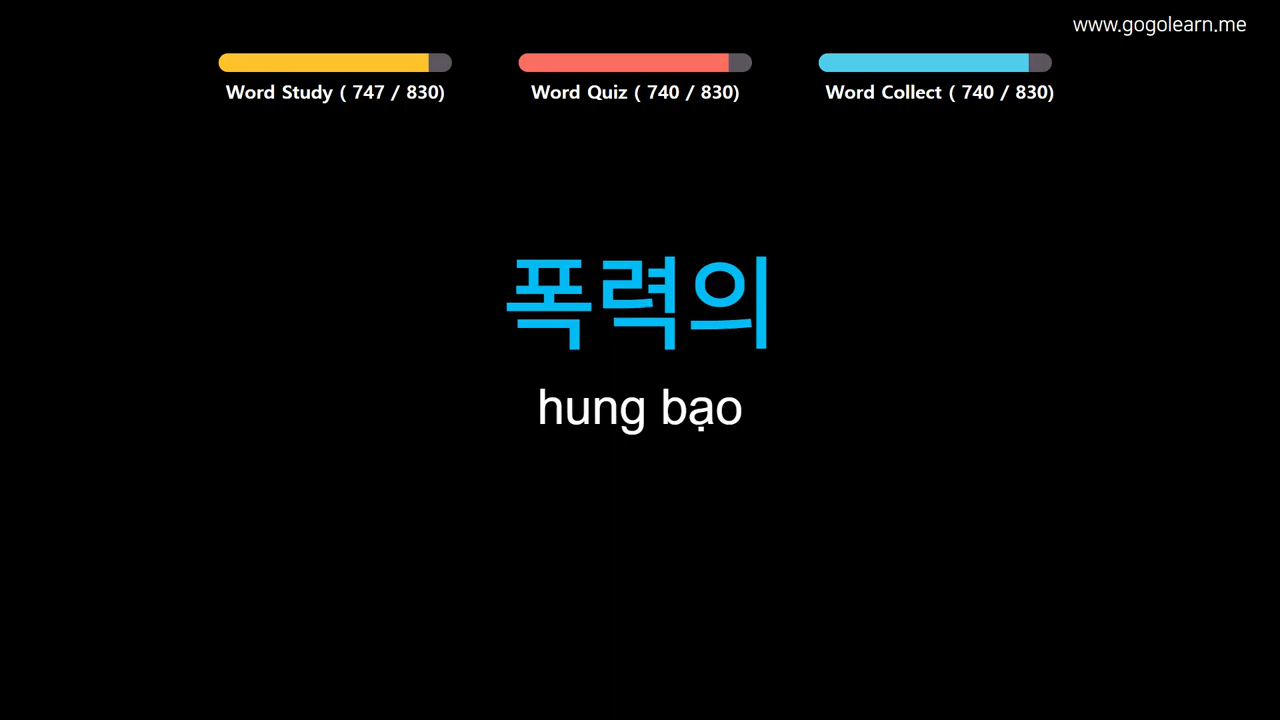 www.gogolearn.me
Word Study ( 747 / 830)
Word Quiz ( 740 / 830)
Word Collect ( 740 / 830)
폭력의
hung bạo